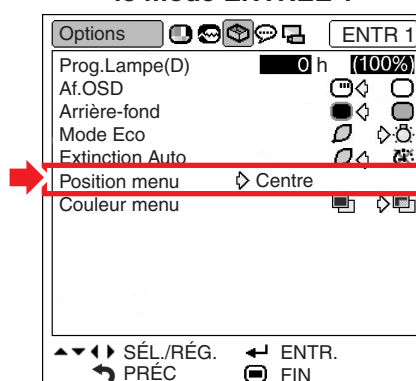 le mode ENTRÉE 1
Options ENTR 1
Prog.Lampe(D) 0 h (100%)
Af.OSD
Arrière-fond
Mode Eco
Extinction Auto
Position menu Centre
Couleur menu
SÉL./RÉG. ENTR.
PRÉC FIN